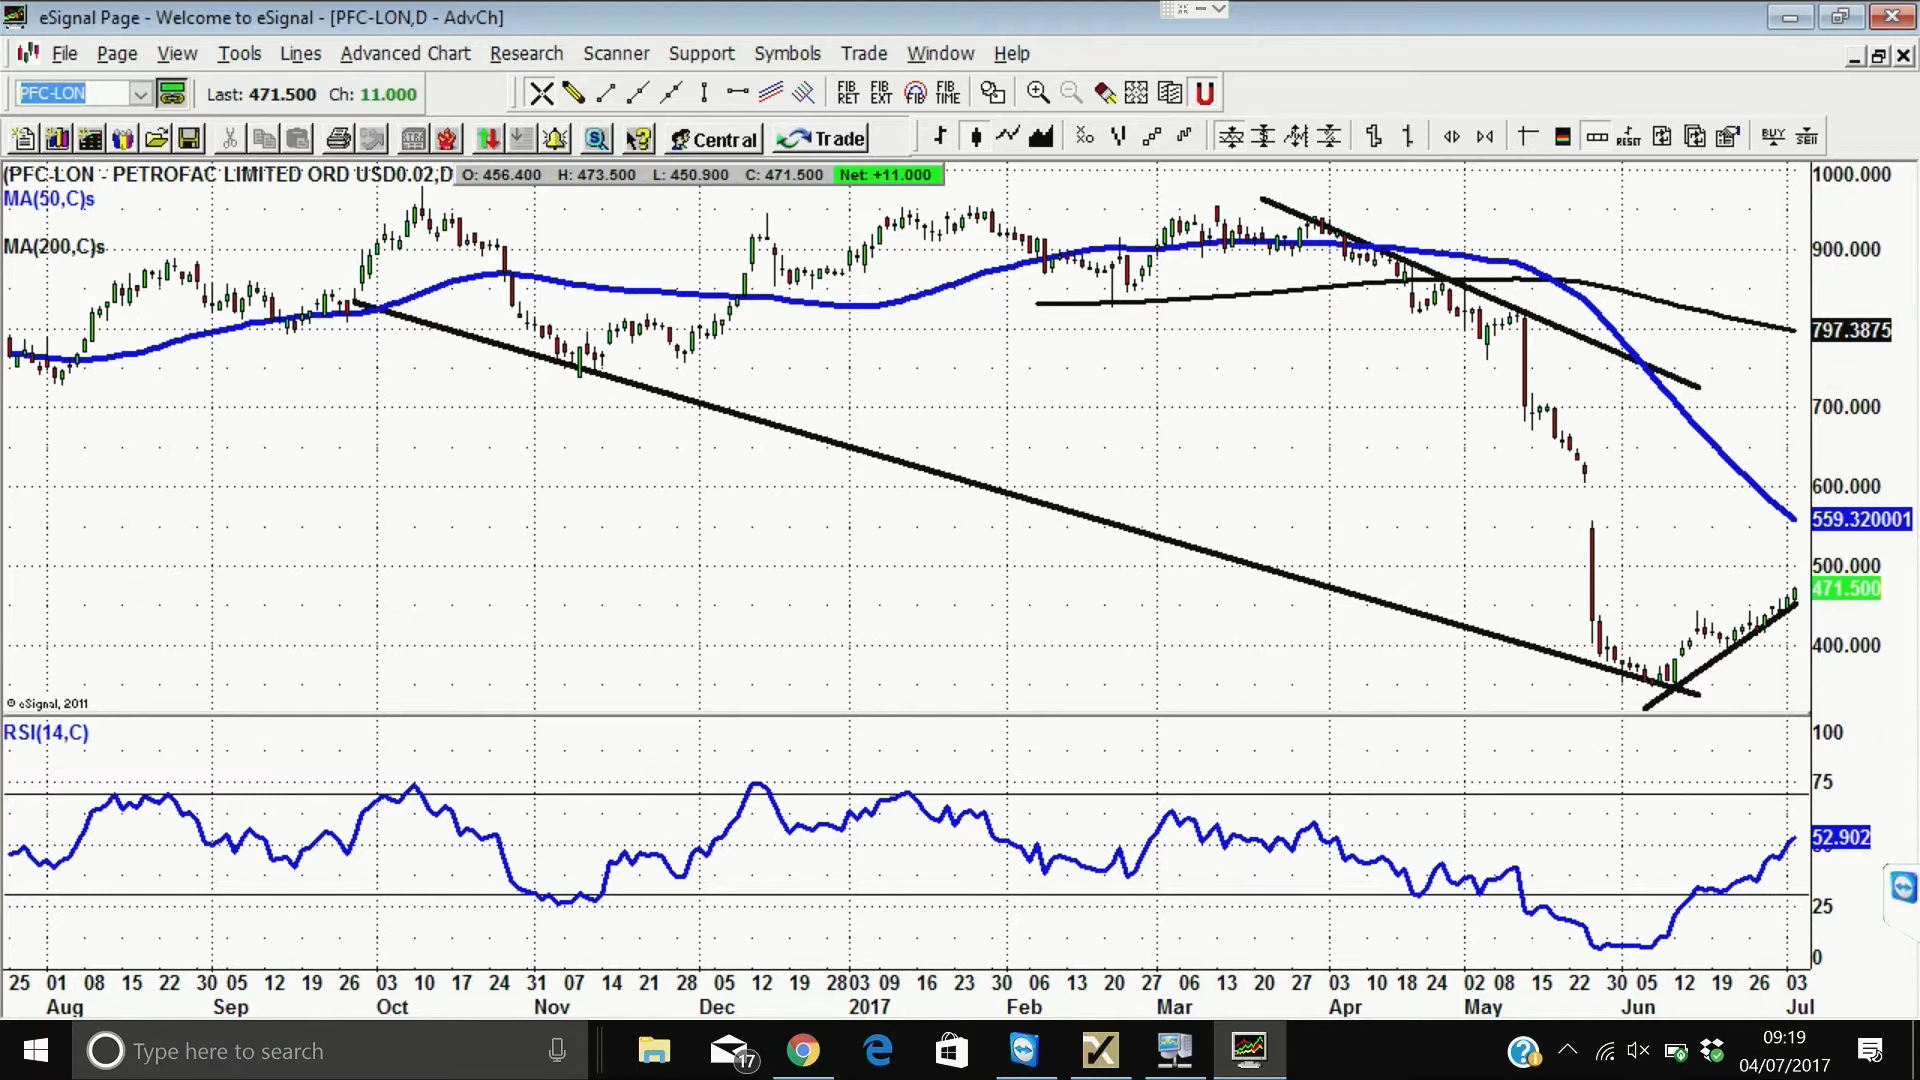 eSignal Page - Welcome to eSignal - [PFC-LON,D - AdvCh]
File Page View Tools Lines Advanced Chart Research Scanner Support Symbols Trade Window Help
PFC-LON Last: 471.500 Ch: 11.000 FIB RET FIB EXT FIB FIB TIME
Central Trade RESET BUY SELL
(PFC-LON - PETROFAC LIMITED ORD USD0.02,D O: 456.400 H: 473.500 L: 450.900 C: 471.500 Net: +11.000
MA(50,C)s
MA(200,C)s
1000.000
900.000
797.3875
700.000
600.000
559.320001
500.000
471.500
400.000
© eSignal, 2011
RSI(14,C)
100
75
52.902
25
0
25 01 08 15 22 30 05 12 19 26 03 10 17 24 31 07 14 21 28 05 12 19 28 03 09 16 23 30 06 13 20 27 06 13 20 27 03 10 18 24 02 08 15 22 30 05 12 19 26 03
Aug Sep Oct Nov Dec 2017 Feb Mar Apr May Jun Jul
Type here to search
17
09:19
04/07/2017